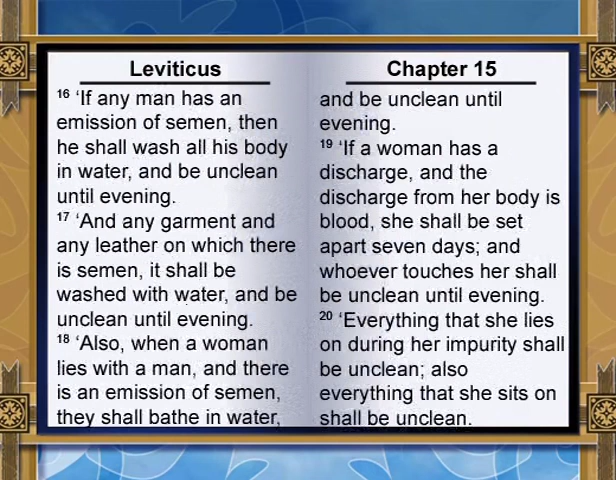 Leviticus
16 ‘If any man has an
emission of semen, then
he shall wash all his body
in water, and be unclean
until evening.
17 ‘And any garment and
any leather on which there
is semen, it shall be
washed with water, and be
unclean until evening.
18 ‘Also, when a woman
lies with a man, and there
is an emission of semen,
they shall bathe in water,
Chapter 15
and be unclean until
evening.
19 ‘If a woman has a
discharge, and the
discharge from her body is
blood, she shall be set
apart seven days; and
whoever touches her shall
be unclean until evening.
20 ‘Everything that she lies
on during her impurity shall
be unclean; also
everything that she sits on
shall be unclean.